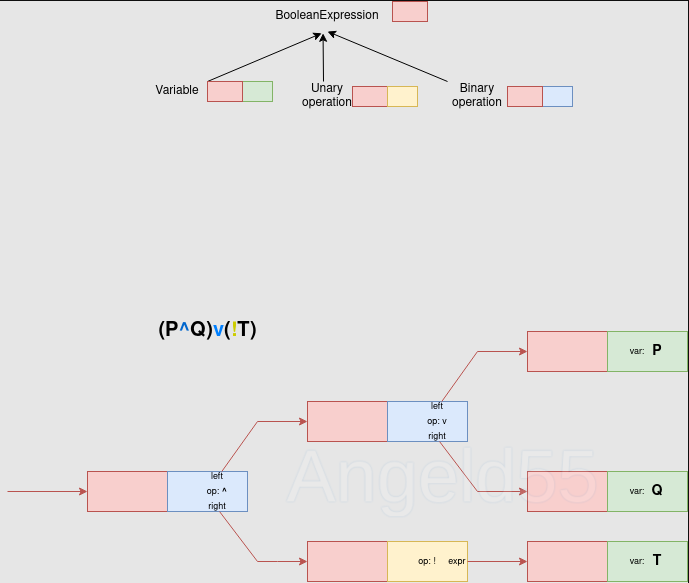 BooleanExpression
Variable
Unary
operation
Binary
operation
(P^Q)v(!T)
var: P
left
op: v
right
Angeld55
left
op: ^
right
var: Q
op: ! expr
var: T